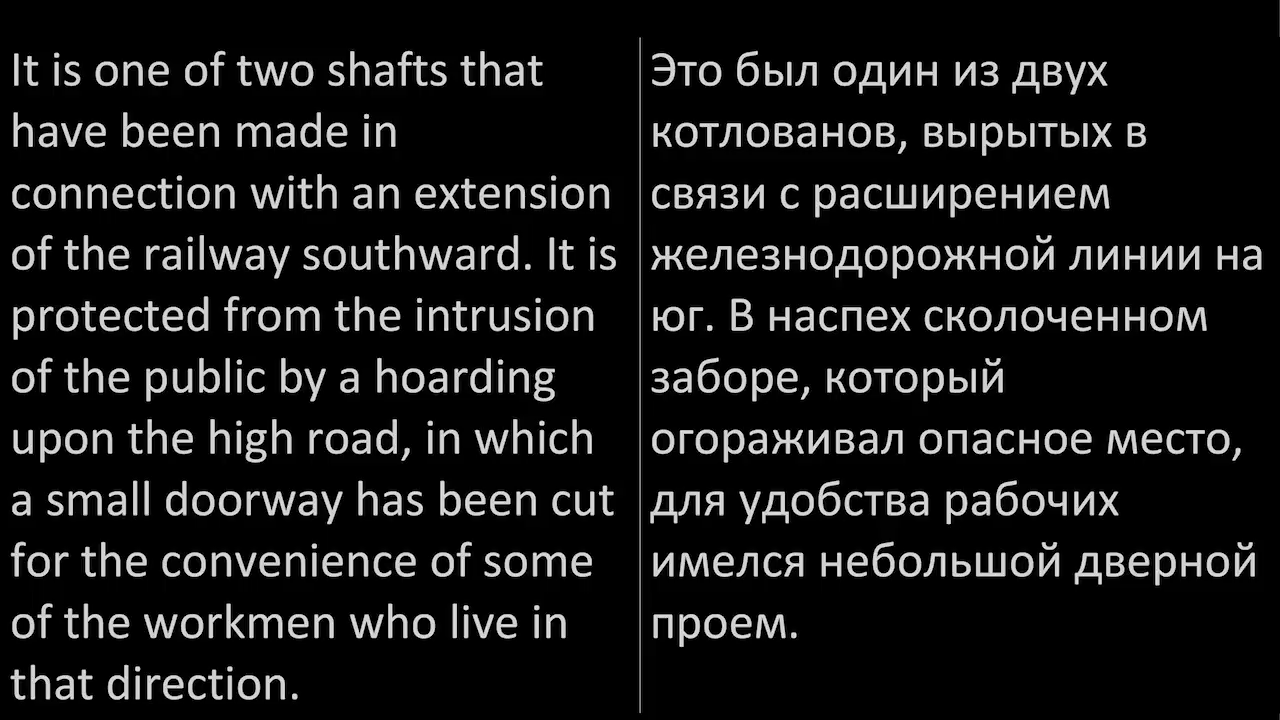 It is one of two shafts that
have been made in
connection with an extension
of the railway southward. It is
protected from the intrusion
of the public by a hoarding
upon the high road, in which
a small doorway has been cut
for the convenience of some
of the workmen who live in
that direction.
Это был один из двух
котлованов, вырытых в
связи с расширением
железнодорожной линии на
юг. В наспех сколоченном
заборе, который
огораживал опасное место,
для удобства рабочих
имелся небольшой дверной
проем.